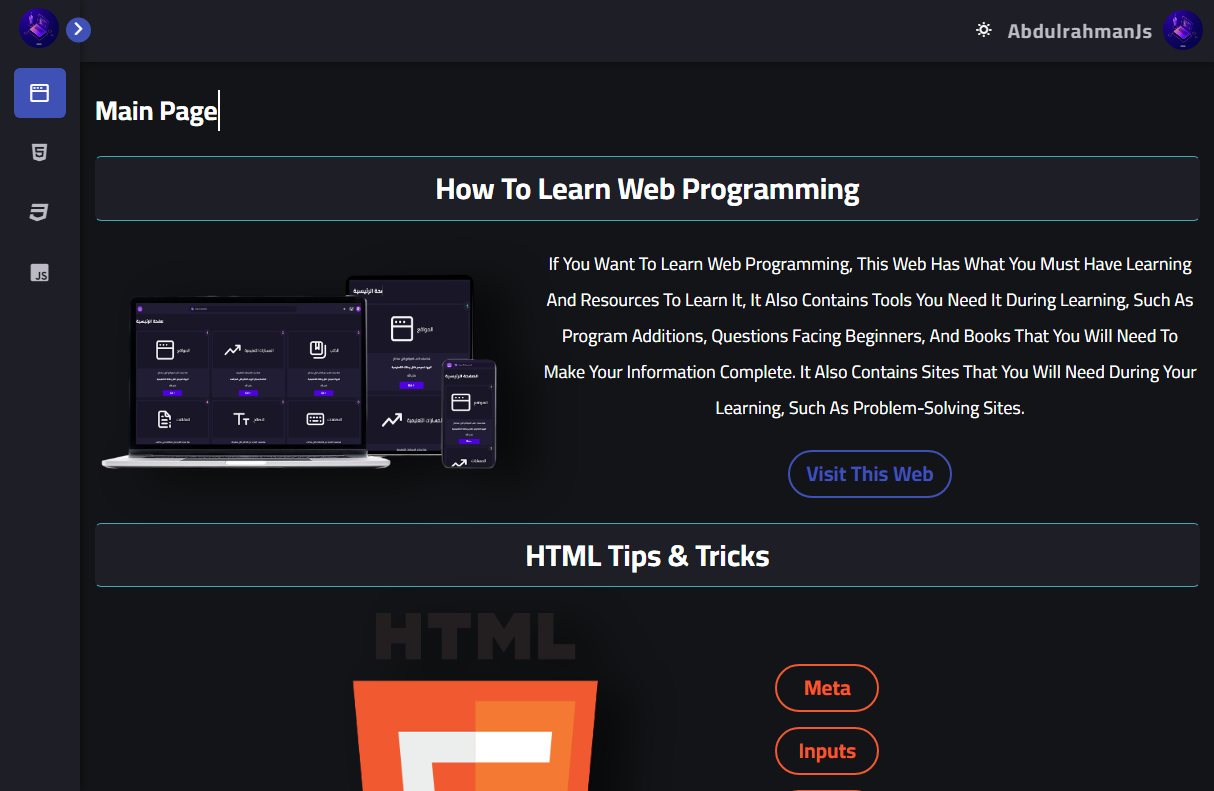 AbdulrahmanJs
Main Page
How To Learn Web Programming
If You Want To Learn Web Programming, This Web Has What You Must Have Learning
And Resources To Learn It, It Also Contains Tools You Need It During Learning, Such As
Program Additions, Questions Facing Beginners, And Books That You Will Need To
Make Your Information Complete. It Also Contains Sites That You Will Need During Your
Learning, Such As Problem-Solving Sites.
Visit This Web
الصفحة الرئيسية
المواقع
HTML Tips & Tricks
HTML
Meta
Inputs
JS